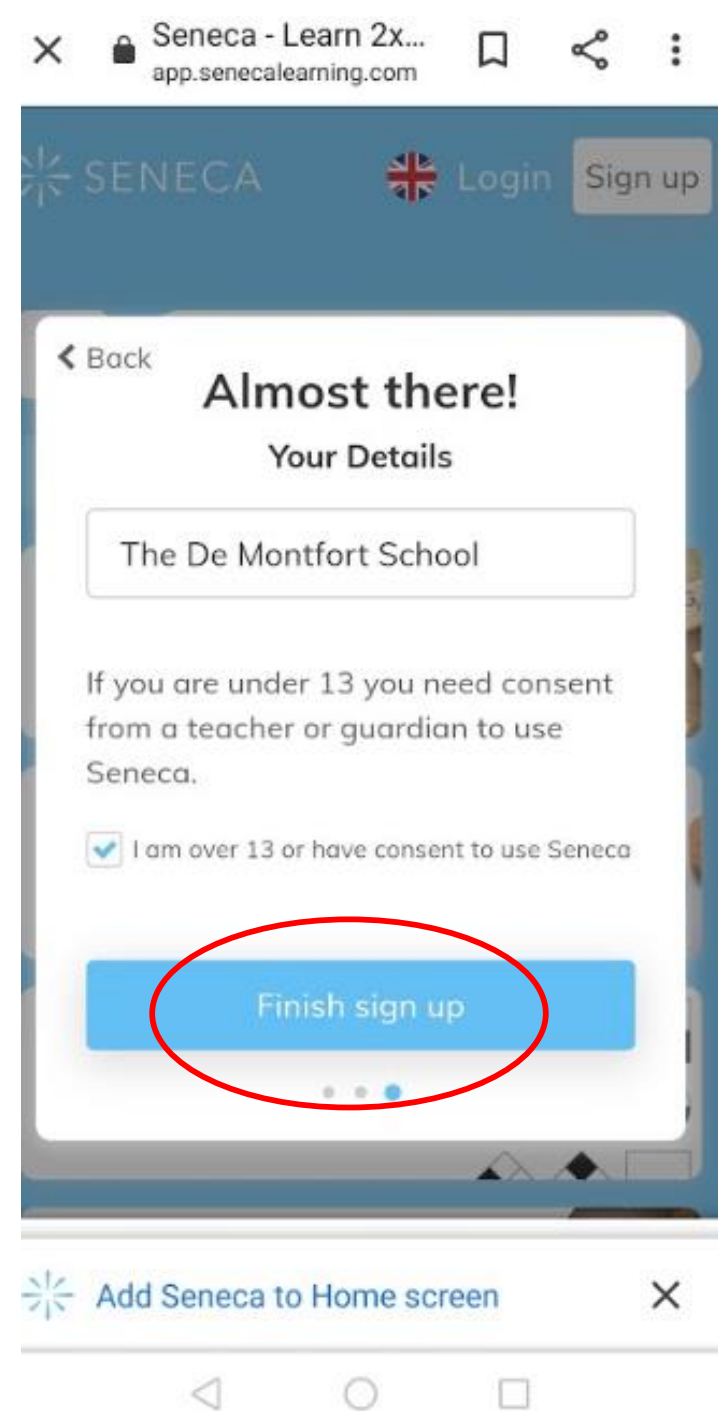 Seneca - Learn 2x...
app.senecalearning.com
SENECA Login Sign up
Back
Almost there!
Your Details
The De Montfort School
If you are under 13 you need consent
from a teacher or guardian to use
Seneca.
I am over 13 or have consent to use Seneca
Finish sign up
Add Seneca to Home screen